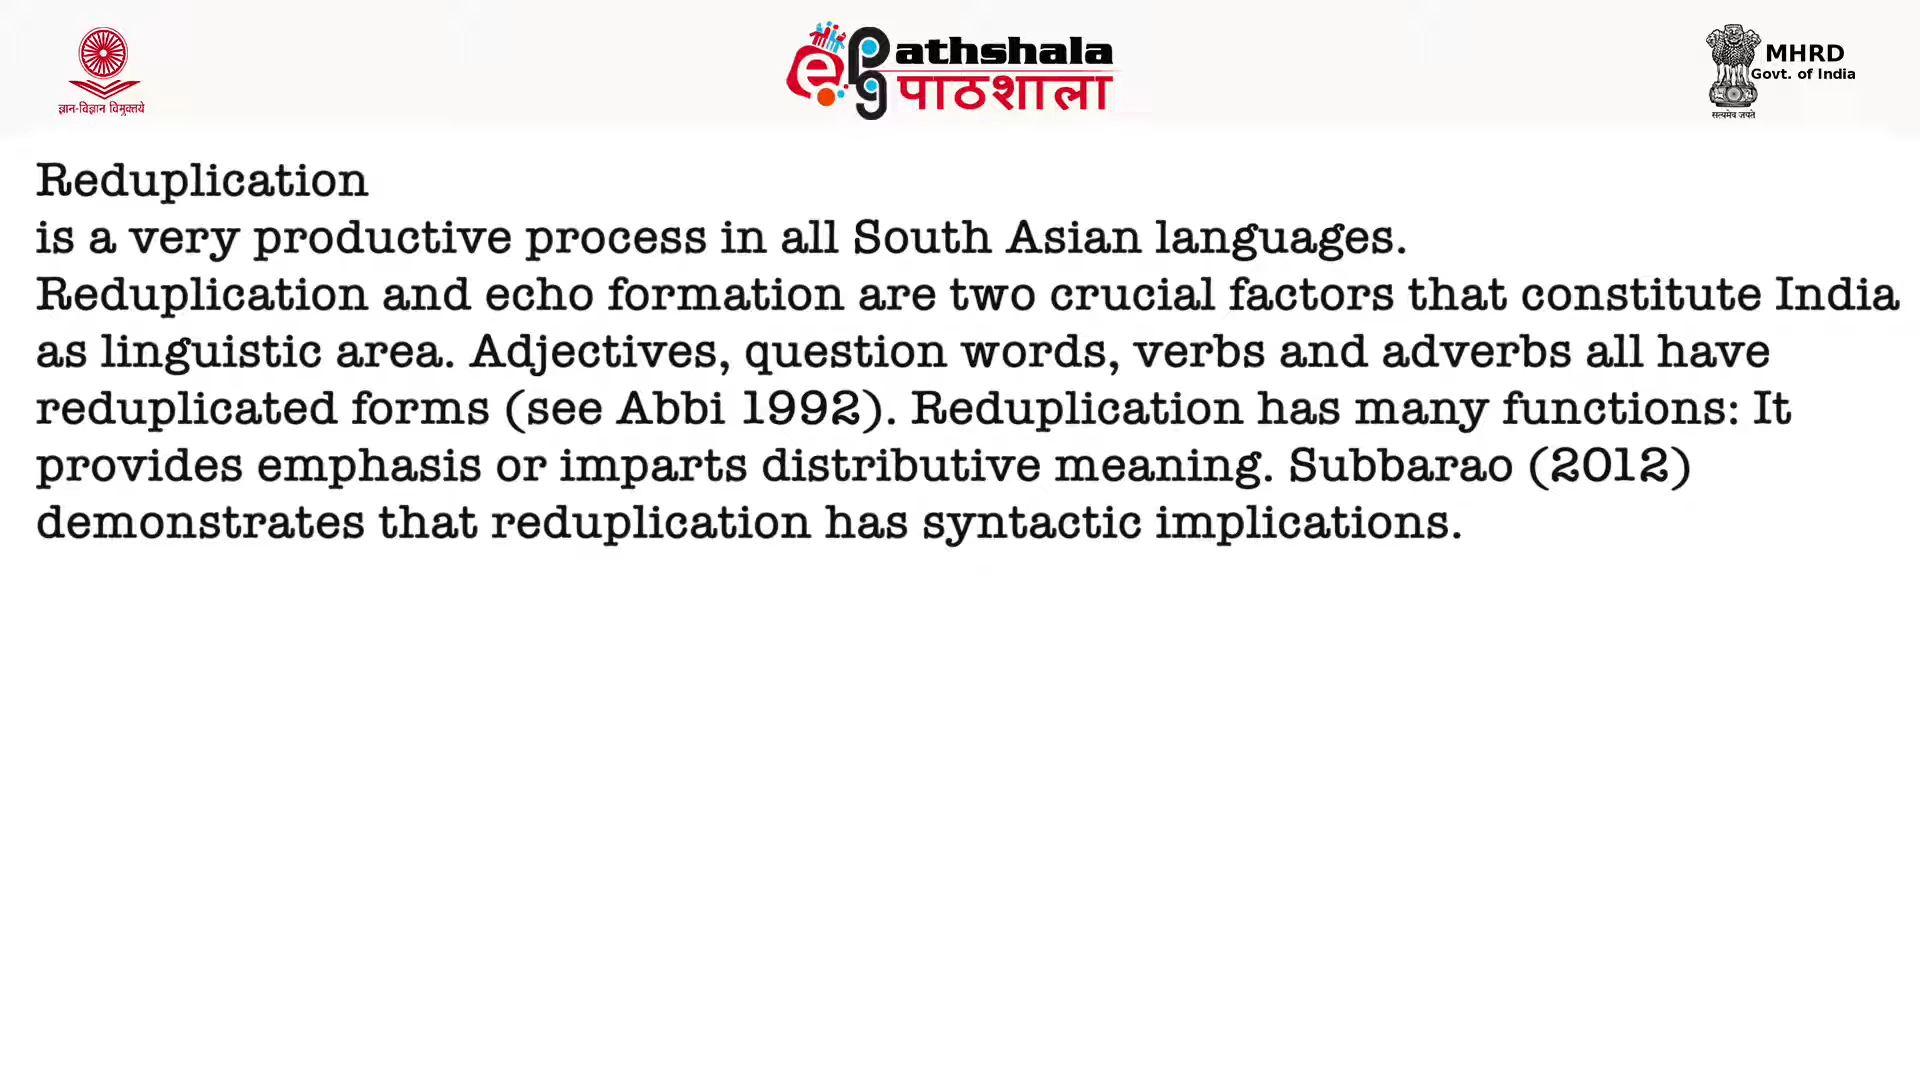 ज्ञान-विज्ञान विमुक्तये
e Pg athshala
पाठशाला
MHRD
Govt. of India
सत्यमेव जयते
Reduplication
is a very productive process in all South Asian languages.
Reduplication and echo formation are two crucial factors that constitute India
as linguistic area. Adjectives, question words, verbs and adverbs all have
reduplicated forms (see Abbi 1992). Reduplication has many functions: It
provides emphasis or imparts distributive meaning. Subbarao (2012)
demonstrates that reduplication has syntactic implications.